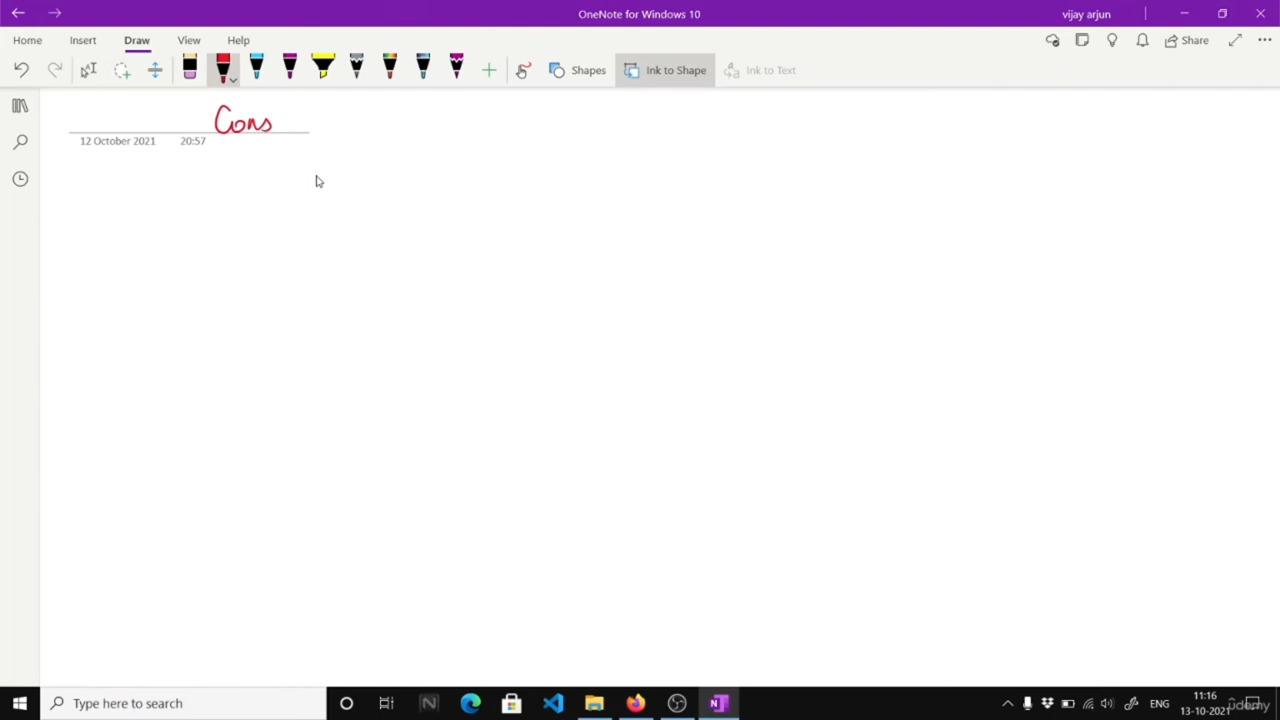 OneNote for Windows 10
vijay arjun
Home
Insert
Draw
View
Help
Share
Shapes
Ink to Shape
Ink to Text
Cons
12 October 2021
20:57
Type here to search
ENG
11:16
13-10-2021
ûdemy